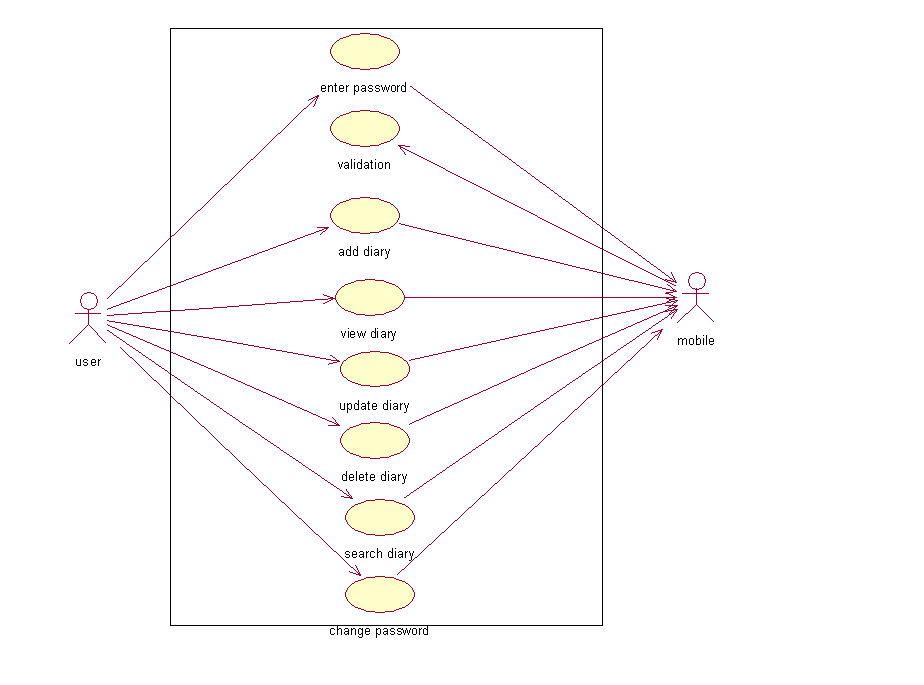 enter password
validation
add diary
view diary
user
mobile
update diary
delete diary
search diary
change password